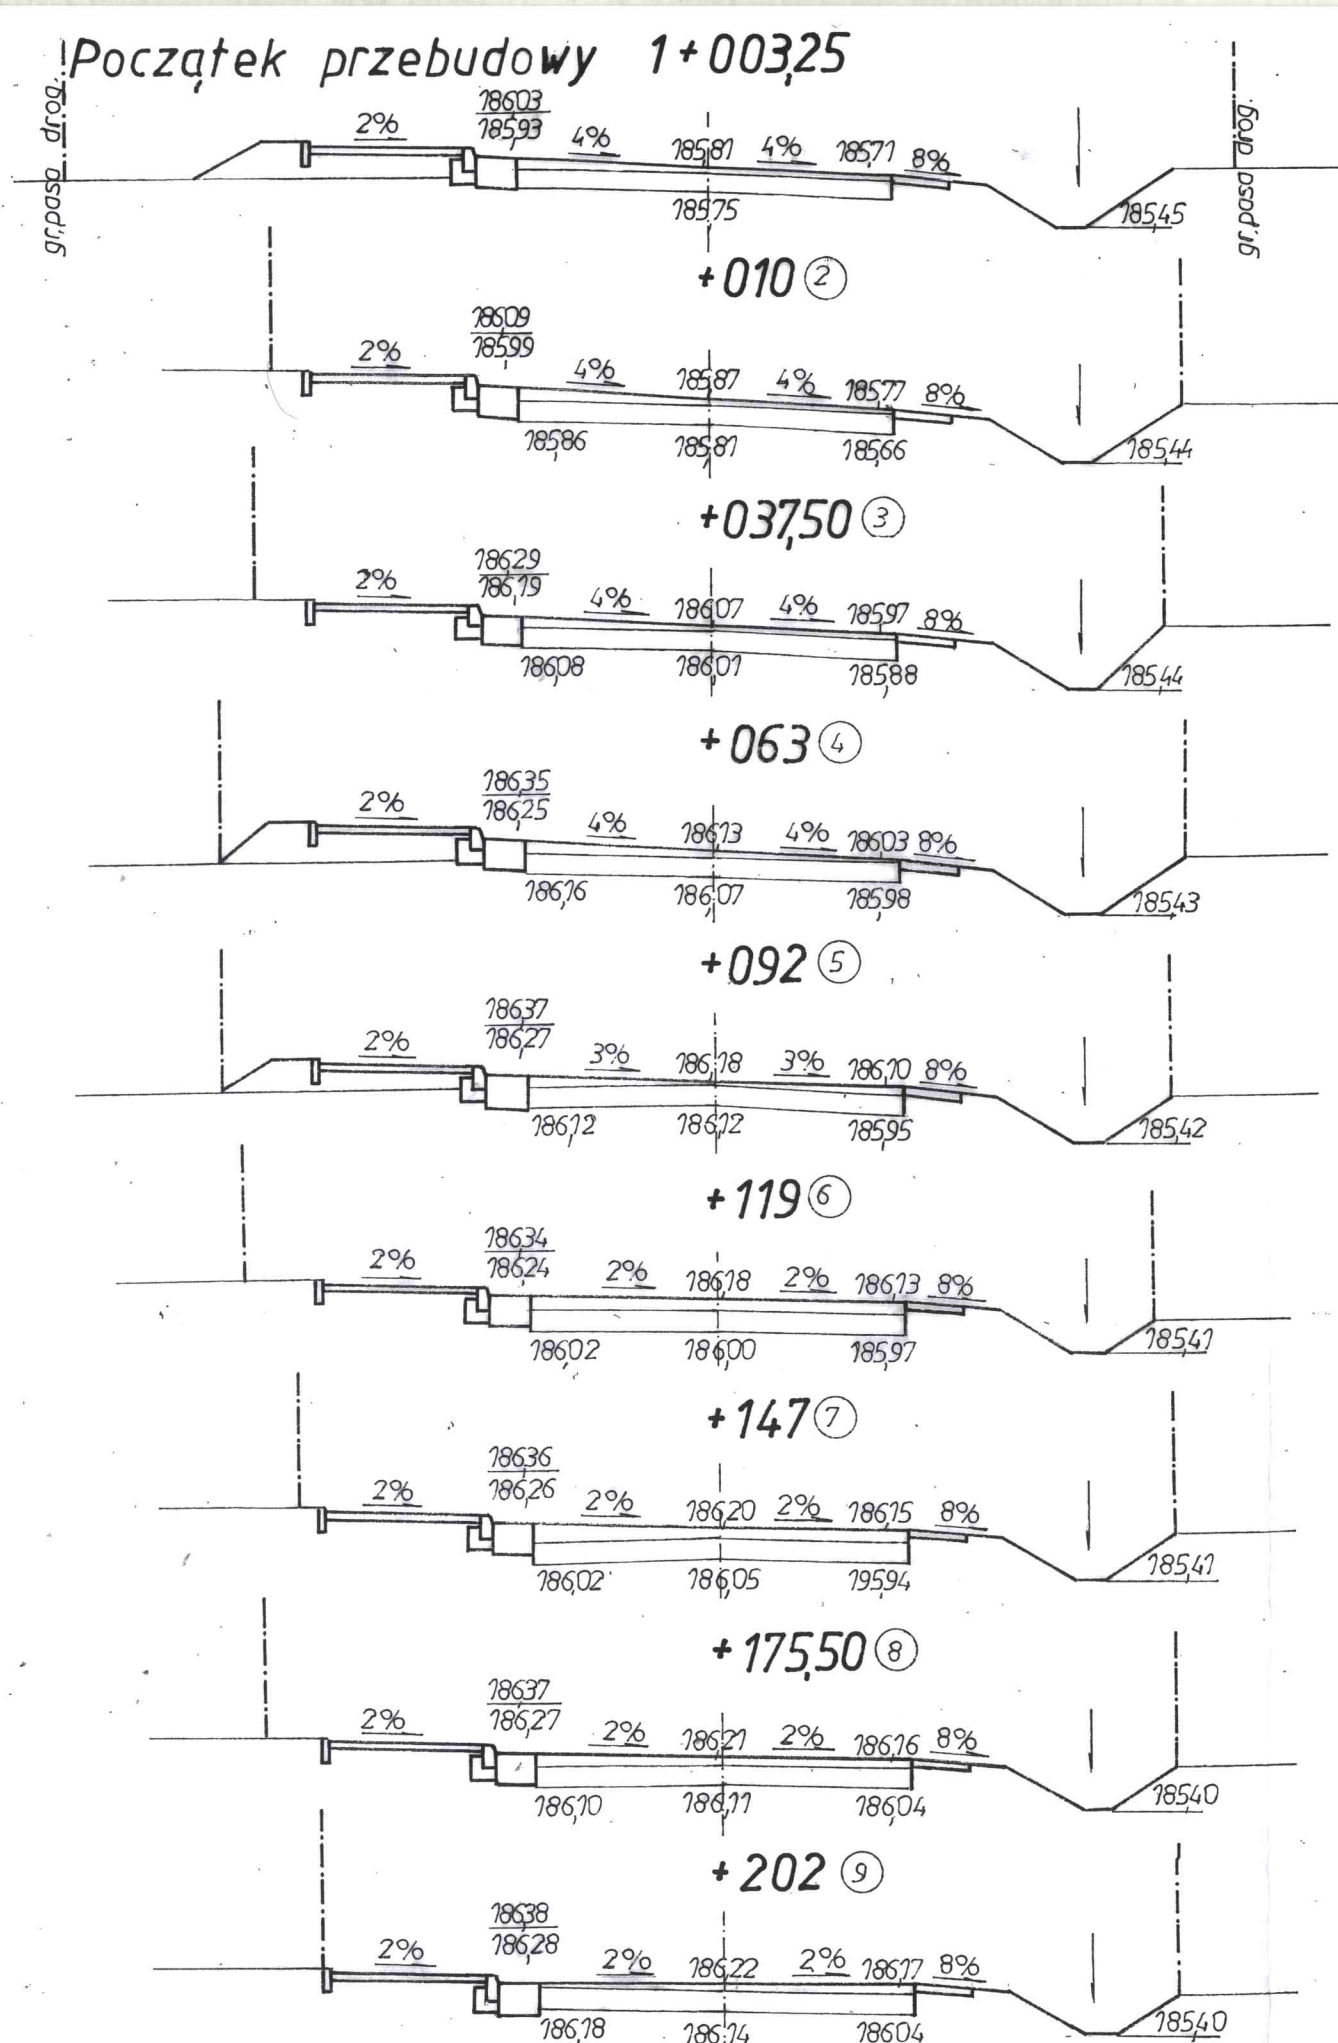 Początek przebudowy 1+003,25
gr. pasa drog.
186,03
185,93
2% 4% 185,81 4% 185,71 8%
185,75
185,45
gr. pasa drog.
+010 2
186,09
185,99
2% 4% 185,87 4% 185,77 8%
185,86 185,81 185,66 185,44
+037,50 3
186,29
186,19
2% 4% 186,07 4% 185,97 8%
186,08 186,01 185,88 185,44
+063 4
186,35
186,25
2% 4% 186,13 4% 186,03 8%
186,16 186,07 185,98 185,43
+092 5
186,37
186,27
2% 3% 186,18 3% 186,10 8%
186,12 186,12 185,95 185,42
+119 6
186,34
186,24
2% 2% 186,18 2% 186,13 8%
186,02 186,00 185,97 185,41
+147 7
186,36
186,26
2% 2% 186,20 2% 186,15 8%
186,02 186,05 195,94 185,41
+175,50 8
186,37
186,27
2% 2% 186,21 2% 186,16 8%
186,10 186,11 186,04 185,40
+202 9
186,38
186,28
2% 2% 186,22 2% 186,17 8%
186,18 186,14 186,04 185,40